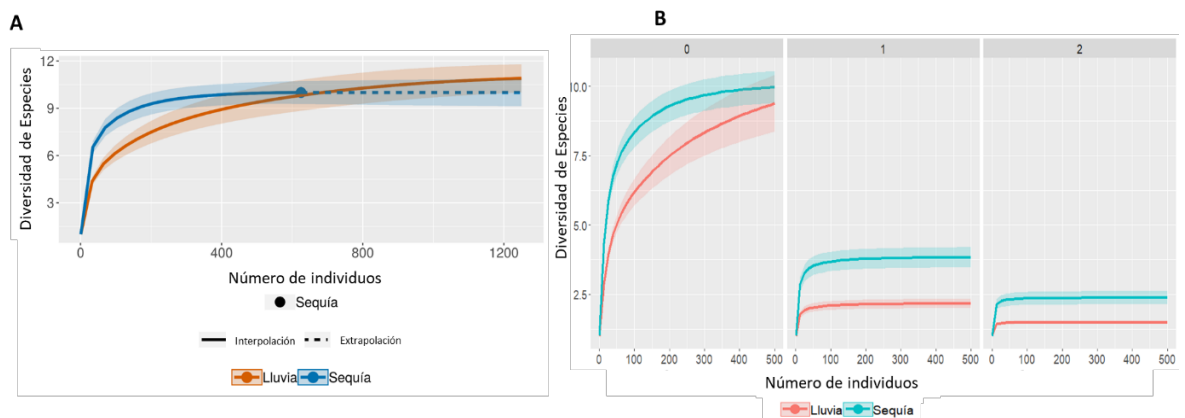 A
Diversidad de Especies
12
9
6
3
0
400
800
1200
Número de individuos
Sequía
Interpolación
Extrapolación
Lluvia
Sequía
B
0
1
2
Diversidad de Especies
10.0
7.5
5.0
2.5
0 100 200 300 400 500
0 100 200 300 400 500
0 100 200 300 400 500
Número de individuos
Lluvia
Sequía